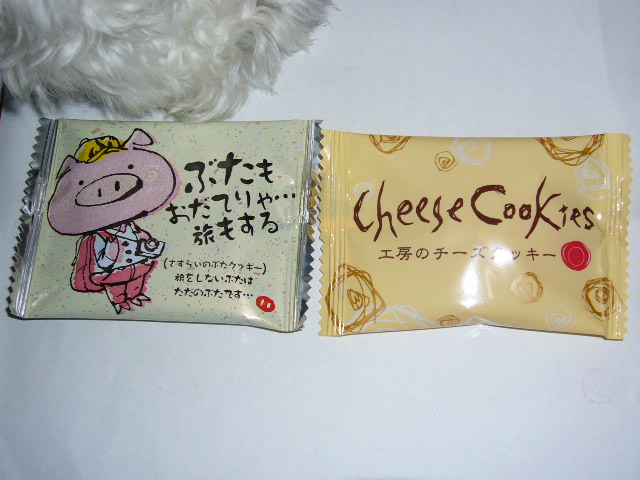 ぶたも
おだてりゃ…
旅もする
(さすらいのぶたクッキー)
旅をしないぶたは
ただのぶたです…
Cheese Cookies
工房のチーズクッキー